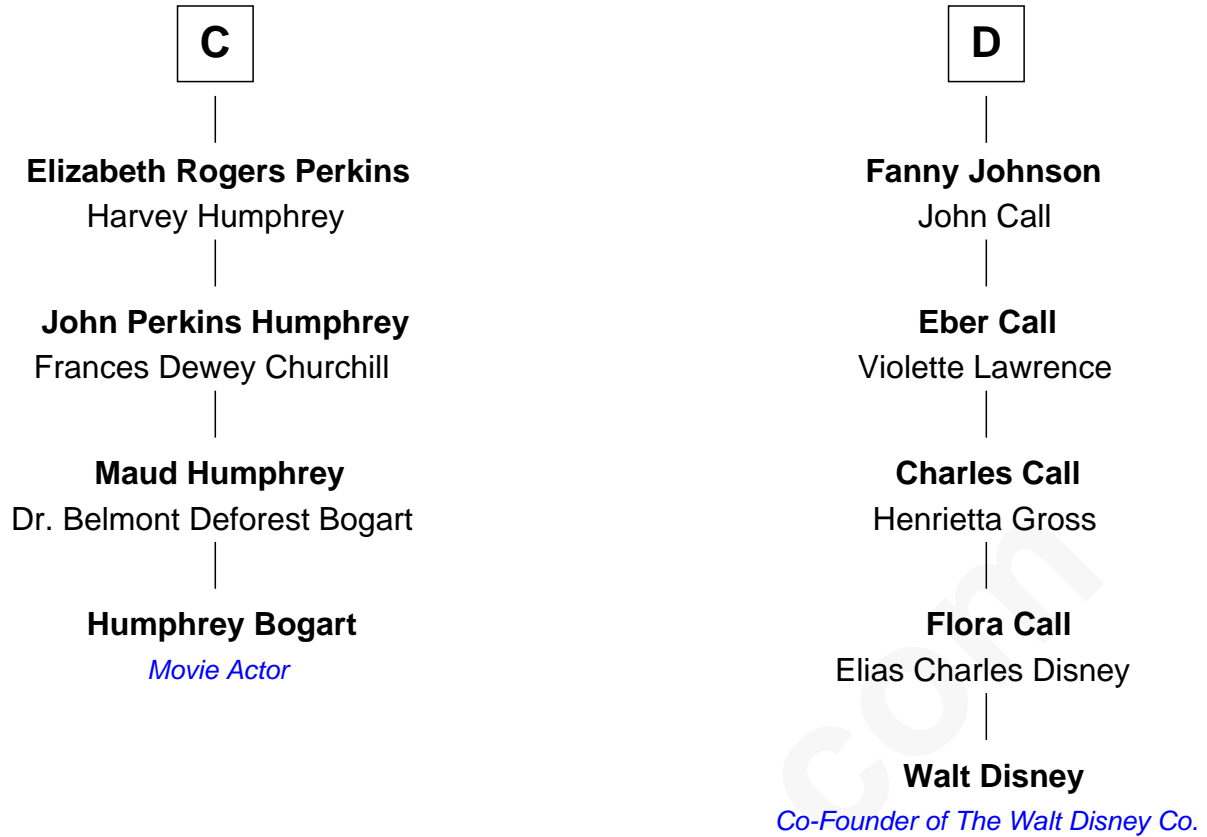 C
Elizabeth Rogers Perkins
Harvey Humphrey
John Perkins Humphrey
Frances Dewey Churchill
Maud Humphrey
Dr. Belmont Deforest Bogart
Humphrey Bogart
Movie Actor
D
Fanny Johnson
John Call
Eber Call
Violette Lawrence
Charles Call
Henrietta Gross
Flora Call
Elias Charles Disney
Walt Disney
Co-Founder of The Walt Disney Co.
com